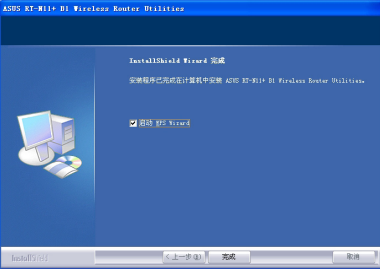 ASUS RT-N11+ B1 Wireless Router Utilities
InstallShield Wizard 完成
安装程序已完成在计算机中安装 ASUS RT-N11+ B1 Wireless Router Utilities。
启动 WPS Wizard
InstallShield
< 上一步(B)
完成
取消